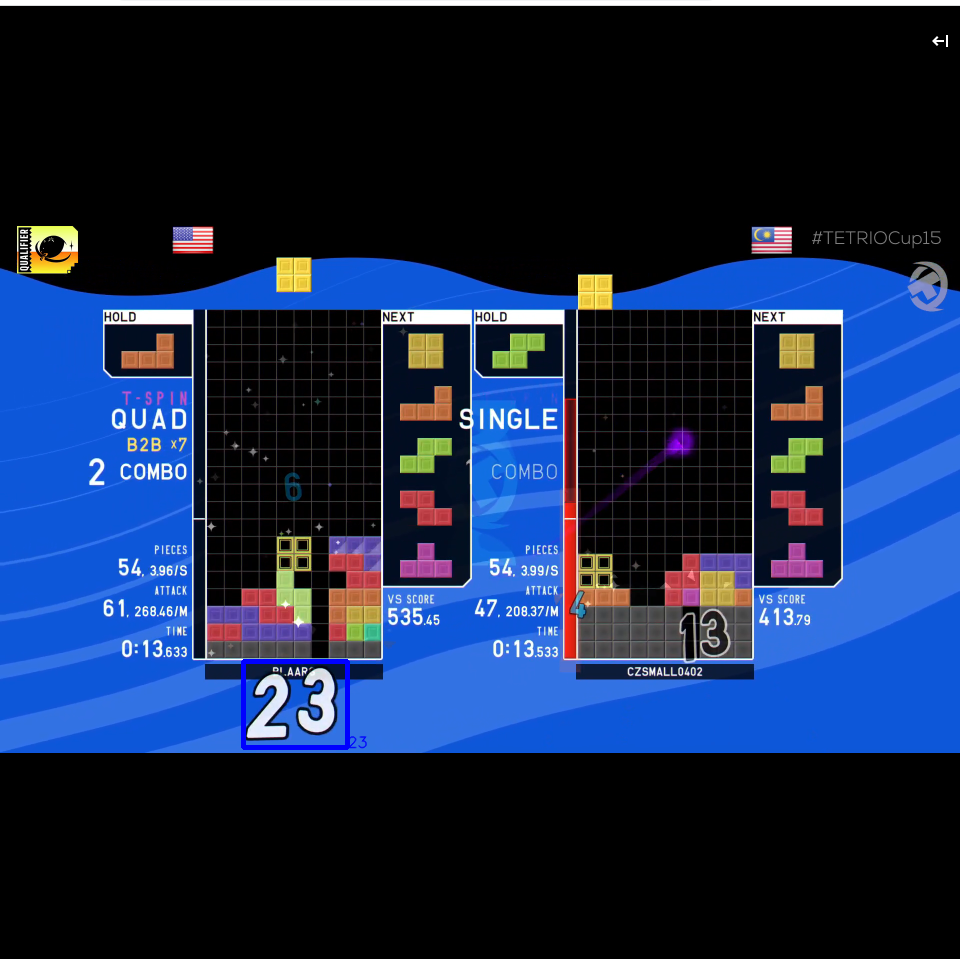 QUALIFIER
#TETRIOCup15
HOLD
NEXT
HOLD
NEXT
T-SPIN
QUAD
B2B ×7
2 COMBO
6
SINGLE
COMBO
PIECES
54, 3.96/S
ATTACK
61, 268.46/M
TIME
0:13.633
VS SCORE
535.45
PIECES
54, 3.99/S
ATTACK
47, 208.37/M
TIME
0:13.533
4
13
VS SCORE
413.79
CZSMALL0402
23
23